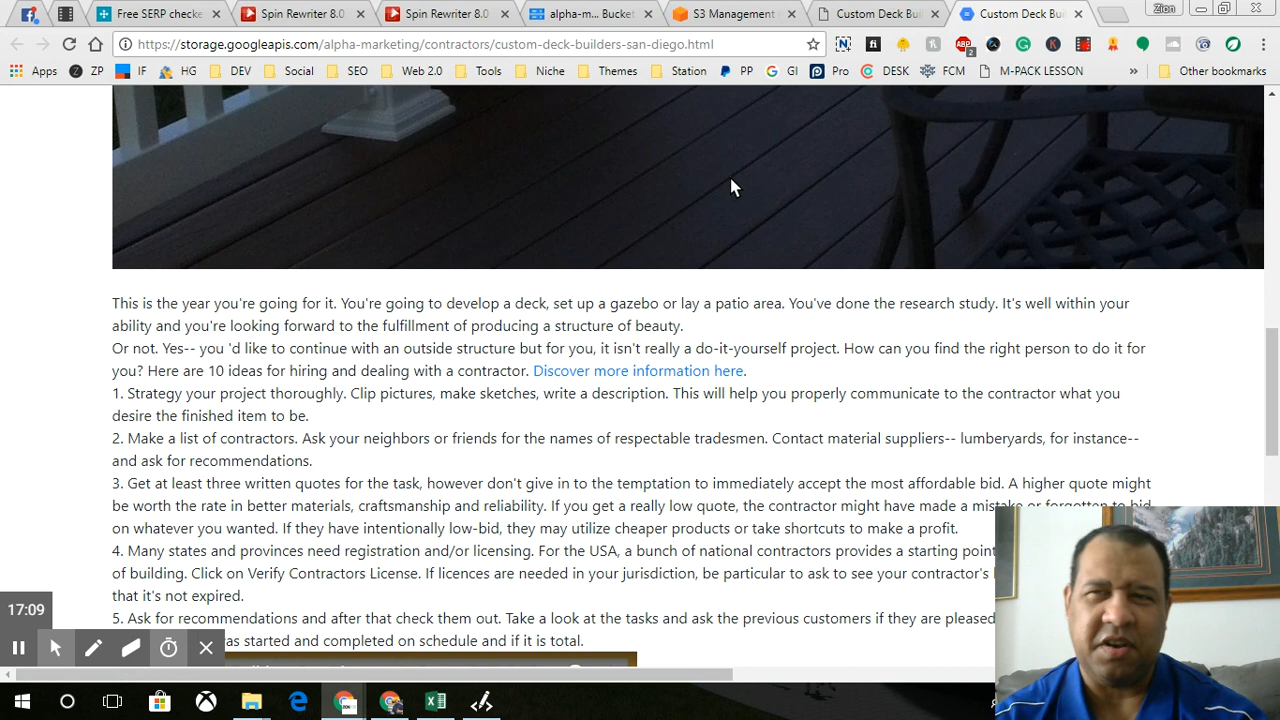 Free SERP checke
Spin Rewriter 8.0
Spin Rewriter 8.0
alpha-m... Bucket
S3 Management
Custom Deck Bui
Custom Deck Bui
Zion
https://storage.googleapis.com/alpha-marketing/contractors/custom-deck-builders-san-diego.html
Apps ZP IF HG DEV Social SEO Web 2.0 Tools Niche Themes Station PP GI Pro DESK FCM M-PACK LESSON » Other bookmarks
This is the year you're going for it. You're going to develop a deck, set up a gazebo or lay a patio area. You've done the research study. It's well within your
ability and you're looking forward to the fulfillment of producing a structure of beauty.
Or not. Yes-- you 'd like to continue with an outside structure but for you, it isn't really a do-it-yourself project. How can you find the right person to do it for
you? Here are 10 ideas for hiring and dealing with a contractor. Discover more information here.
1. Strategy your project thoroughly. Clip pictures, make sketches, write a description. This will help you properly communicate to the contractor what you
desire the finished item to be.
2. Make a list of contractors. Ask your neighbors or friends for the names of respectable tradesmen. Contact material suppliers-- lumberyards, for instance--
and ask for recommendations.
3. Get at least three written quotes for the task, however don't give in to the temptation to immediately accept the most affordable bid. A higher quote might
be worth the rate in better materials, craftsmanship and reliability. If you get a really low quote, the contractor might have made a mistake or forgotten to bid
on whatever you wanted. If they have intentionally low-bid, they may utilize cheaper products or take shortcuts to make a profit.
4. Many states and provinces need registration and/or licensing. For the USA, a bunch of national contractors provides a starting point
of building. Click on Verify Contractors License. If licences are needed in your jurisdiction, be particular to ask to see your contractor's
that it's not expired.
5. Ask for recommendations and after that check them out. Take a look at the tasks and ask the previous customers if they are pleased
was started and completed on schedule and if it is total.
17:09